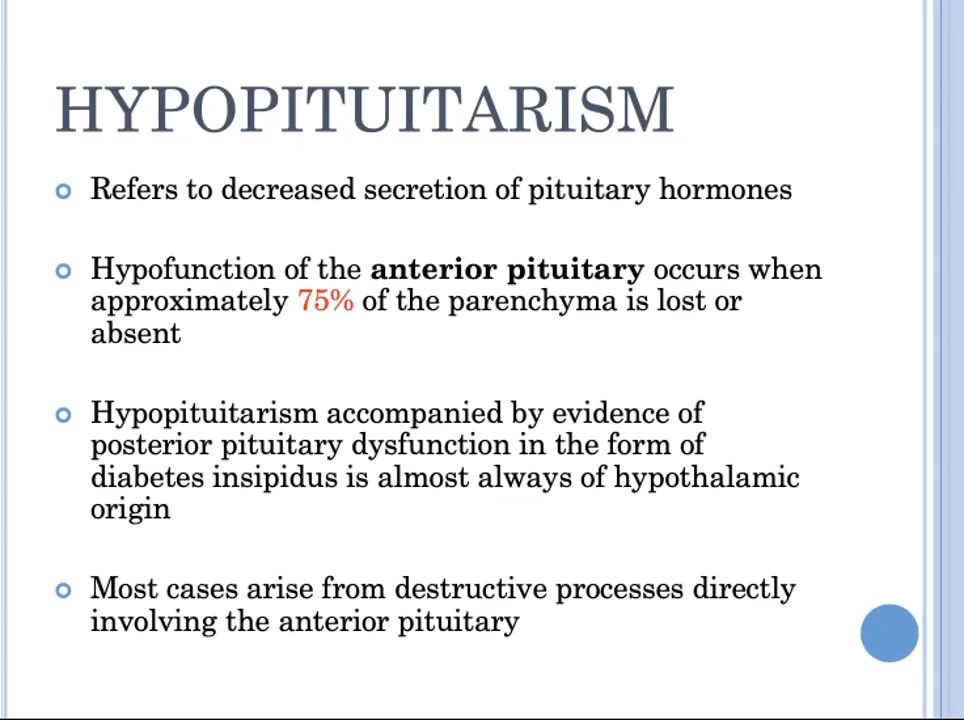 HYPOPITUITARISM
Refers to decreased secretion of pituitary hormones
Hypofunction of the anterior pituitary occurs when
approximately 75% of the parenchyma is lost or
absent
Hypopituitarism accompanied by evidence of
posterior pituitary dysfunction in the form of
diabetes insipidus is almost always of hypothalamic
origin
Most cases arise from destructive processes directly
involving the anterior pituitary